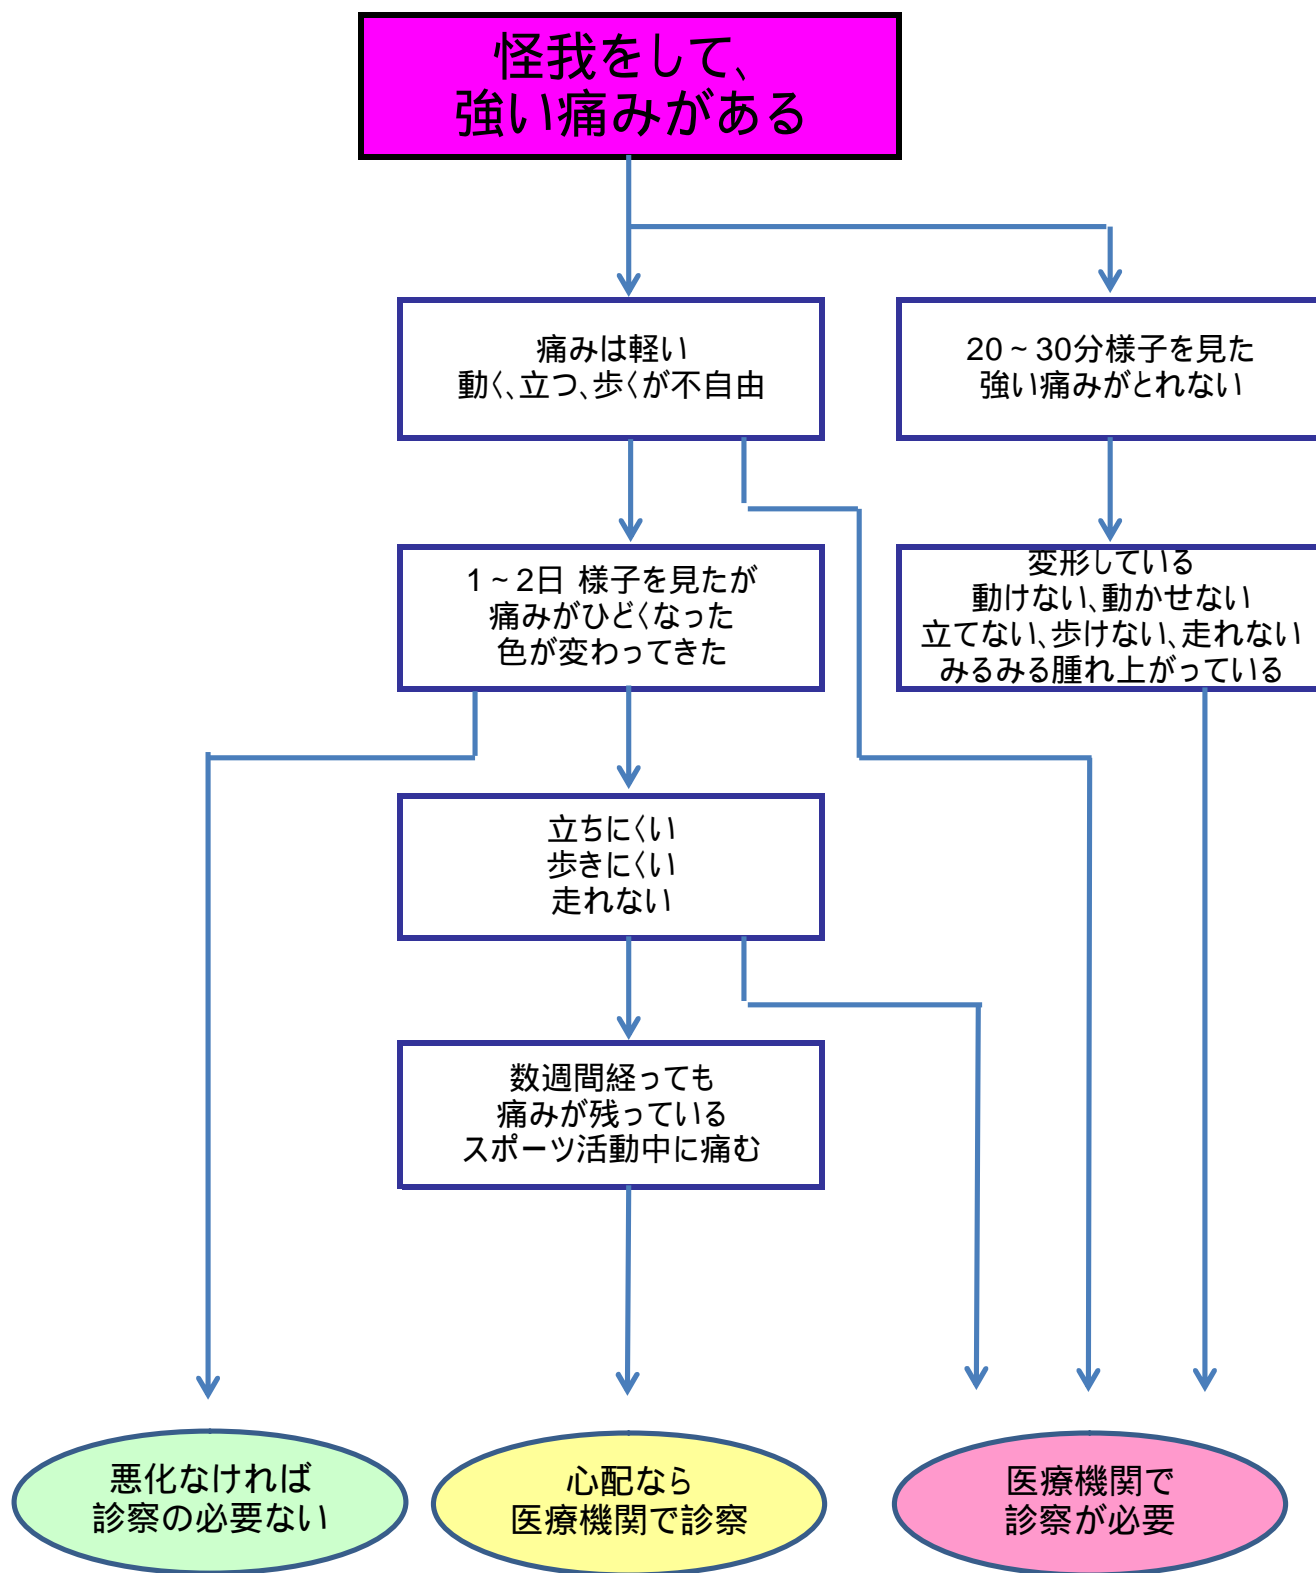 怪我をして、
強い痛みがある
痛みは軽い
動く、立つ、歩くが不自由
20~30分様子を見た
強い痛みがとれない
1~2日 様子を見たが
痛みがひどくなった
色が変わってきた
変形している
動けない、動かせない
立てない、歩けない、走れない
みるみる腫れ上がっている
立ちにくい
歩きにくい
走れない
数週間経っても
痛みが残っている
スポーツ活動中に痛む
悪化なければ
診察の必要ない
心配なら
医療機関で診察
医療機関で
診察が必要